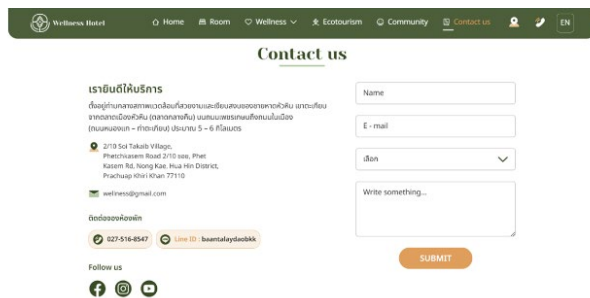 Wellness Hotel
Home Room Wellness Ecotourism Community Contact us EN
Contact us
เรายินดีให้บริการ
ตั้งอยู่ท่ามกลางสภาพแวดล้อมที่สวยงามและเงียบสงบของชายหาดหัวหิน เขาตะเกียบ
จากตลาดเมืองหัวหิน (ตลาดกลางคืน) บนถนนเพชรเกษมถึงถนนในเมือง
(ถนนหนองแก - ท่าตะเกียบ) ประมาณ 5 - 6 กิโลเมตร
2/10 Soi Takaib Village,
Phetchkasem Road 2/10 soo, Phet
Kasem Rd, Nong Kae, Hua Hin District,
Prachuap Khiri Khan 77110
wellness@gmail.com
ติดต่อจองห้องพัก
027-516-8547
Line ID : baantalaydaobkk
Follow us
Name
E - mail
เลือก
Write something...
SUBMIT